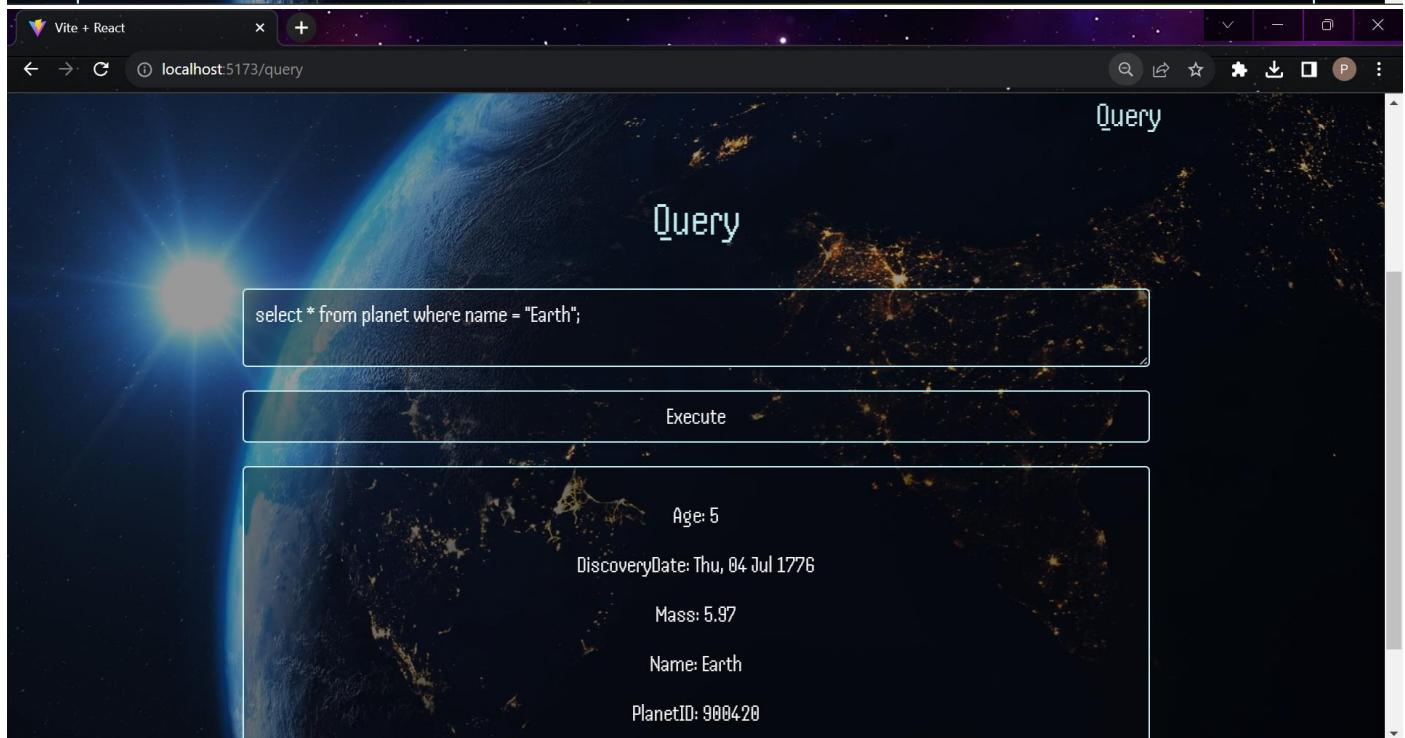 Vite + React
localhost:5173/query
P
Query
Query
select * from planet where name = "Earth";
Execute
Age: 5
DiscoveryDate: Thu, 04 Jul 1776
Mass: 5.97
Name: Earth
PlanetID: 900420